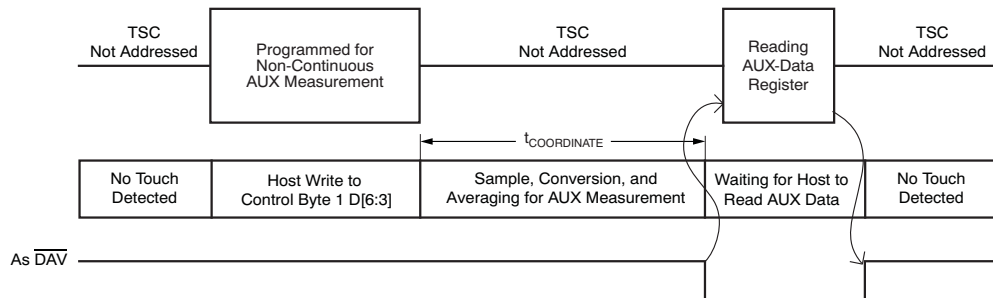 TSC
Not Addressed
Programmed for
Non-Continuous
AUX Measurement
TSC
Not Addressed
Reading
AUX-Data
Register
TSC
Not Addressed
tCOORDINATE
No Touch
Detected
Host Write to
Control Byte 1 D[6:3]
Sample, Conversion, and
Averaging for AUX Measurement
Waiting for Host to
Read AUX Data
No Touch
Detected
As DAV